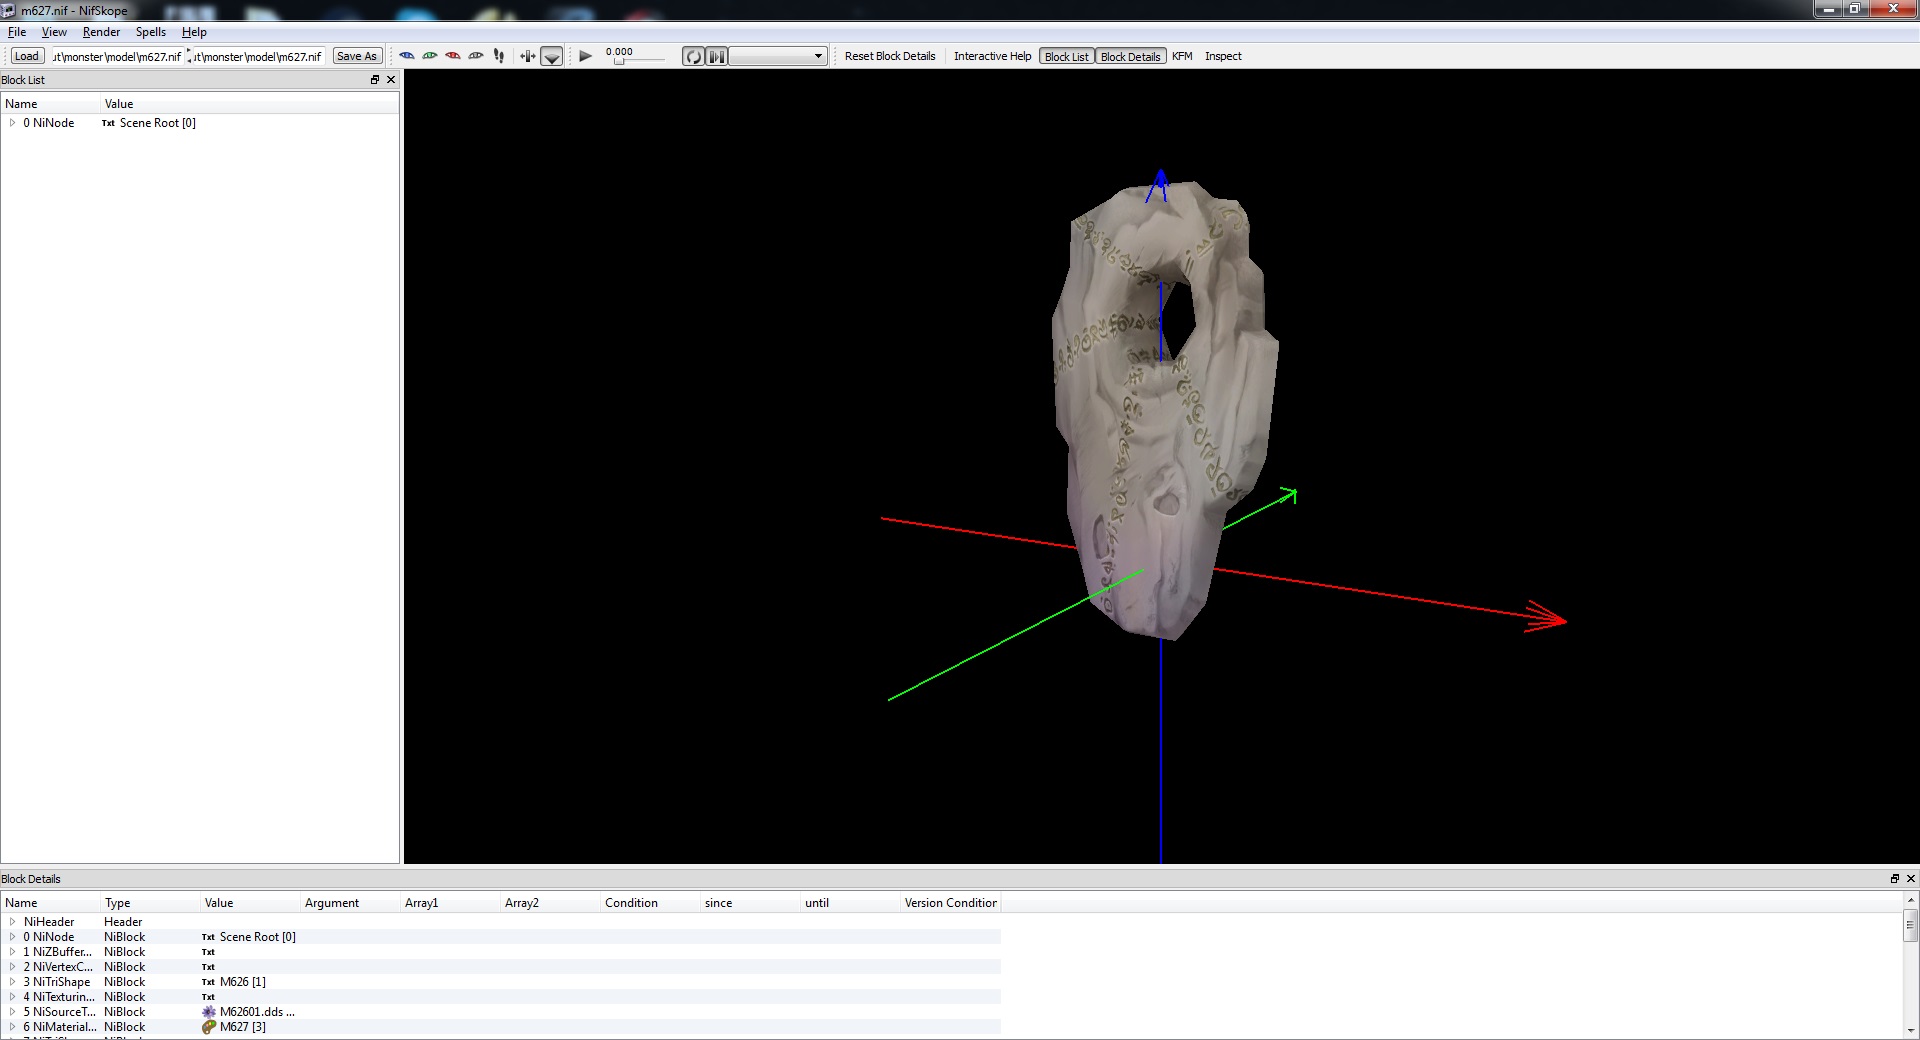 m627.nif - NifSkope
File View Render Spells Help
Load ut\monster\model\m627.nif ut\monster\model\m627.nif Save As 0.000 Reset Block Details Interactive Help Block List Block Details KFM Inspect
Block List
Name Value
0 NiNode Txt Scene Root [0]
Block Details
Name Type Value Argument Array1 Array2 Condition since until Version Condition
NiHeader Header
0 NiNode NiBlock Txt Scene Root [0]
1 NiZBuffer... NiBlock Txt
2 NiVertexC... NiBlock Txt
3 NiTriShape NiBlock Txt M626 [1]
4 NiTexturin... NiBlock Txt
5 NiSourceT... NiBlock M62601.dds ...
6 NiMaterial... NiBlock M627 [3]